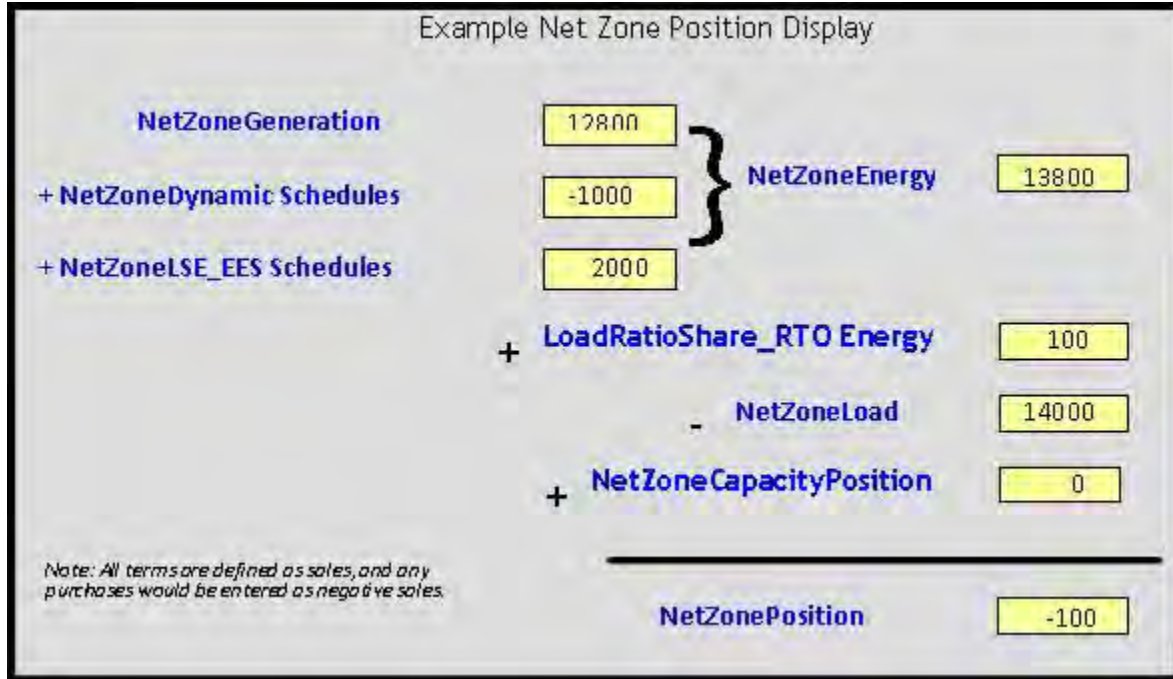 Example Net Zone Position Display
NetZoneGeneration 12800
+ NetZoneDynamic Schedules -1000
} NetZoneEnergy 13800
+ NetZoneLSE_EES Schedules 2000
+ LoadRatioShare_RTO Energy 100
- NetZoneLoad 14000
+ NetZoneCapacityPosition 0
Note: All terms are defined as sales, and any
purchases would be entered as negative sales.
NetZonePosition -100